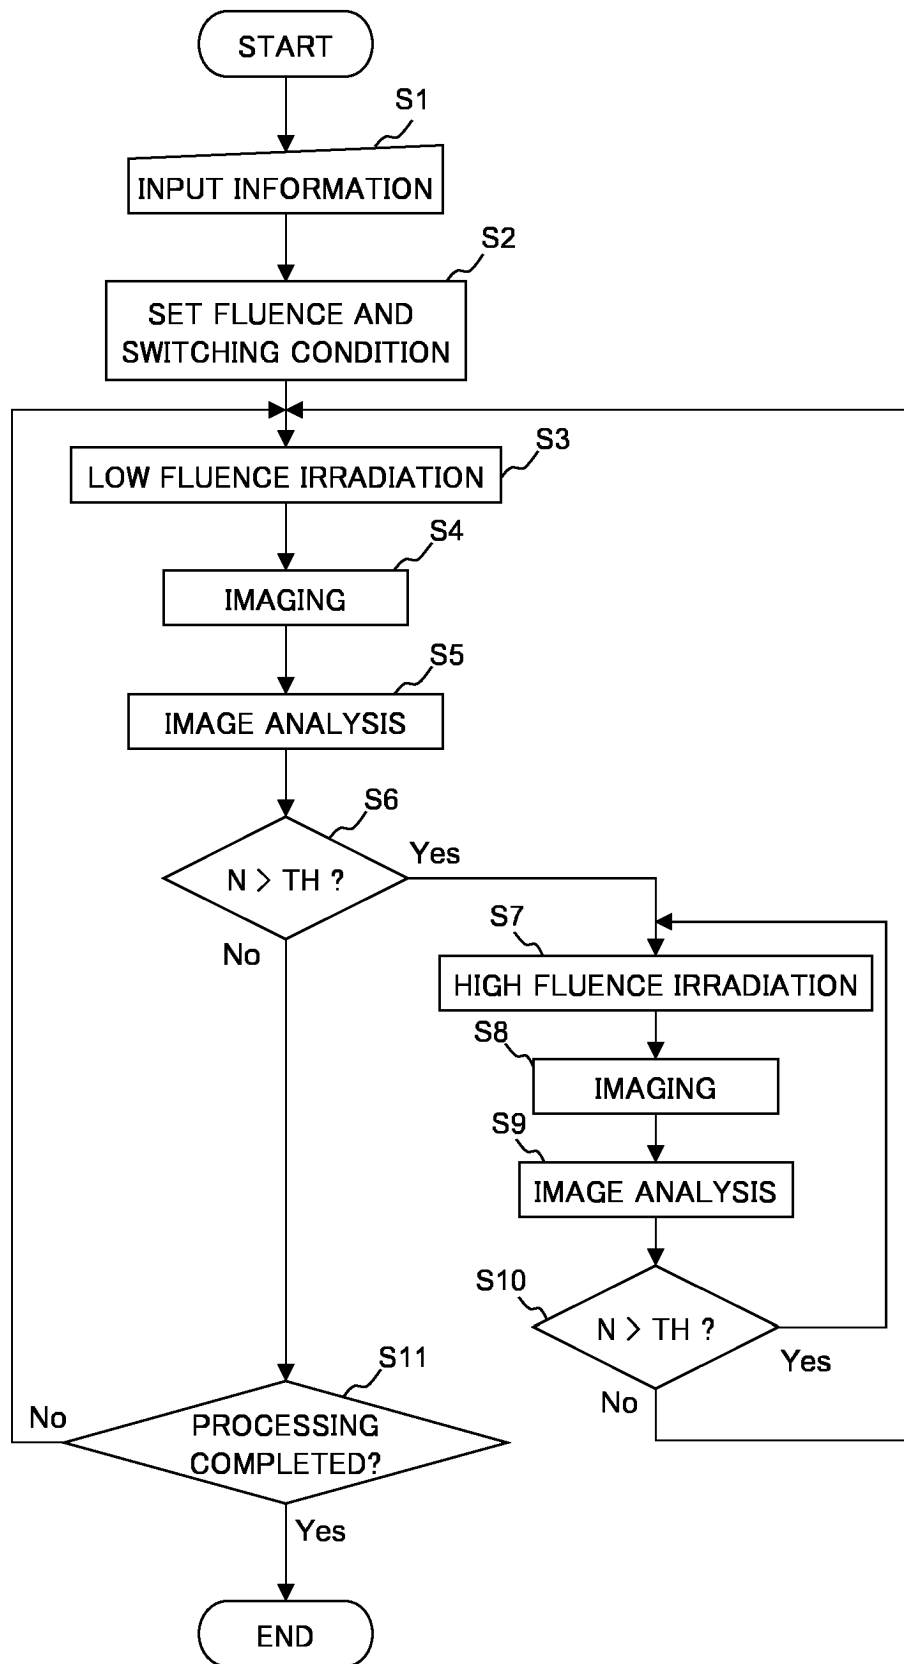 START
S1
INPUT INFORMATION
S2
SET FLUENCE AND
SWITCHING CONDITION
S3
LOW FLUENCE IRRADIATION
S4
IMAGING
S5
IMAGE ANALYSIS
S6
N > TH ?
Yes
No
S7
HIGH FLUENCE IRRADIATION
S8
IMAGING
S9
IMAGE ANALYSIS
S10
N > TH ?
Yes
No
S11
PROCESSING
COMPLETED?
No
Yes
END